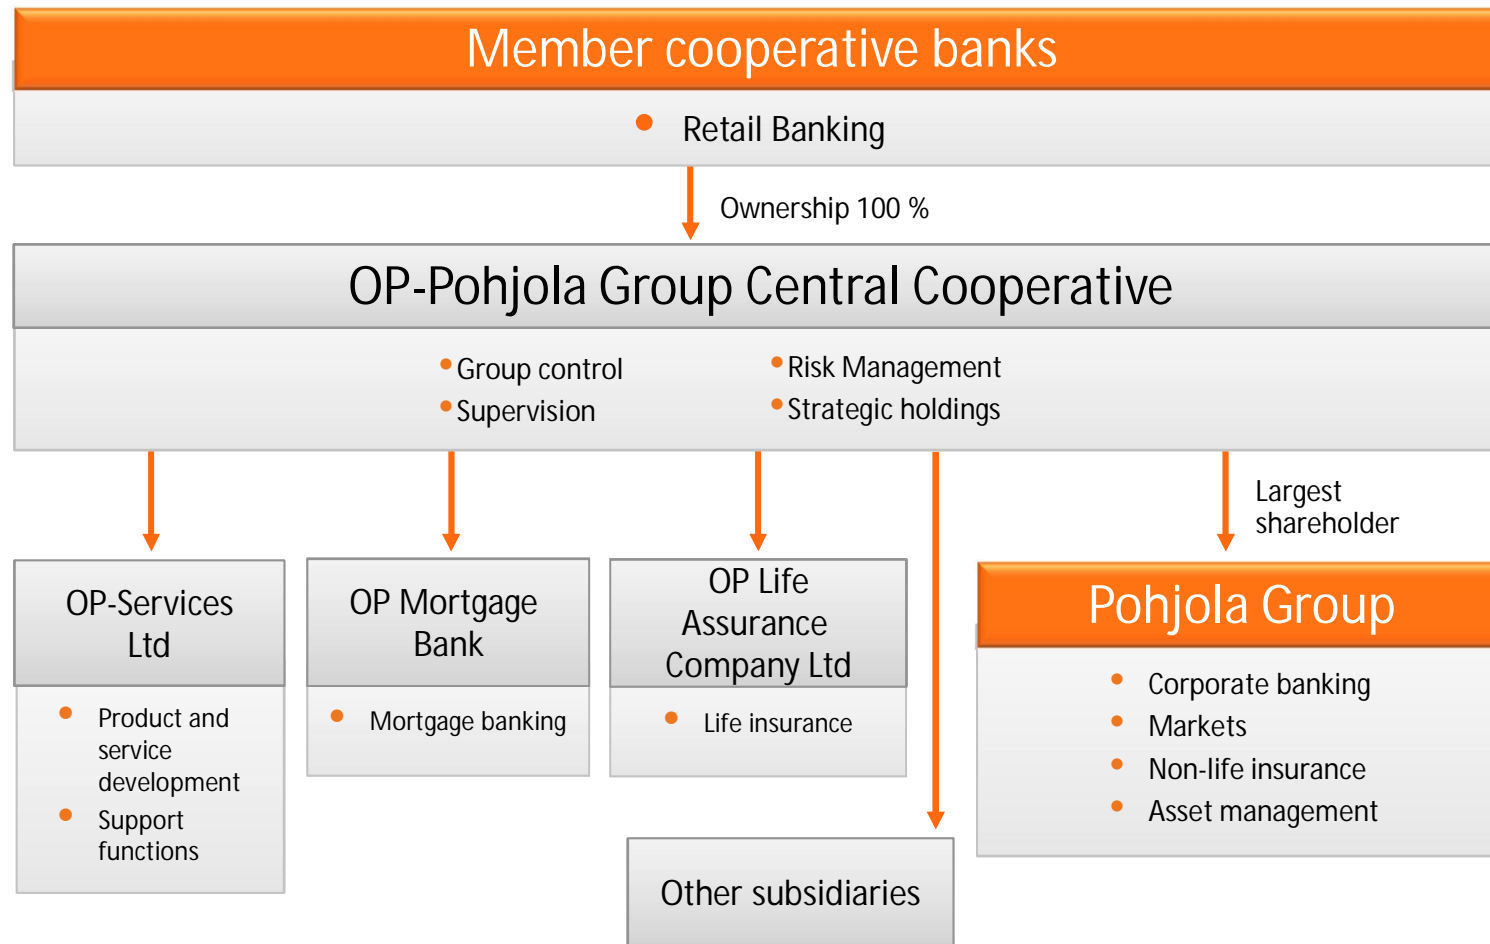 Member cooperative banks
• Retail Banking
Ownership 100 %
OP-Pohjola Group Central Cooperative
• Group control
• Supervision
• Risk Management
• Strategic holdings
Largest
shareholder
OP-Services
Ltd
• Product and
service
development
• Support
functions
OP Mortgage
Bank
• Mortgage banking
OP Life
Assurance
Company Ltd
• Life insurance
Pohjola Group
• Corporate banking
• Markets
• Non-life insurance
• Asset management
Other subsidiaries